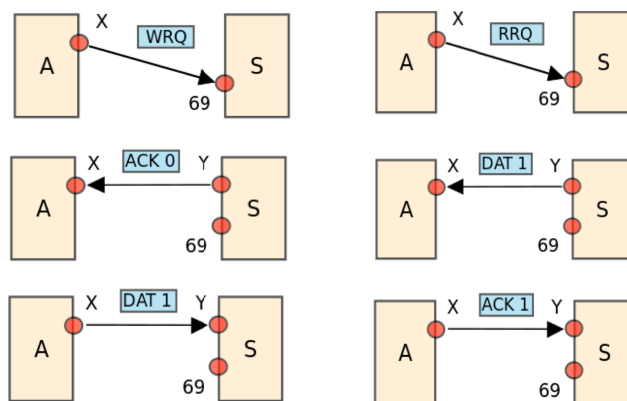 X WRQ
A S
69
X RRQ
A S
69
X ACK 0 Y
A S
69
X DAT 1 Y
A S
69
X DAT 1 Y
A S
69
X ACK 1 Y
A S
69